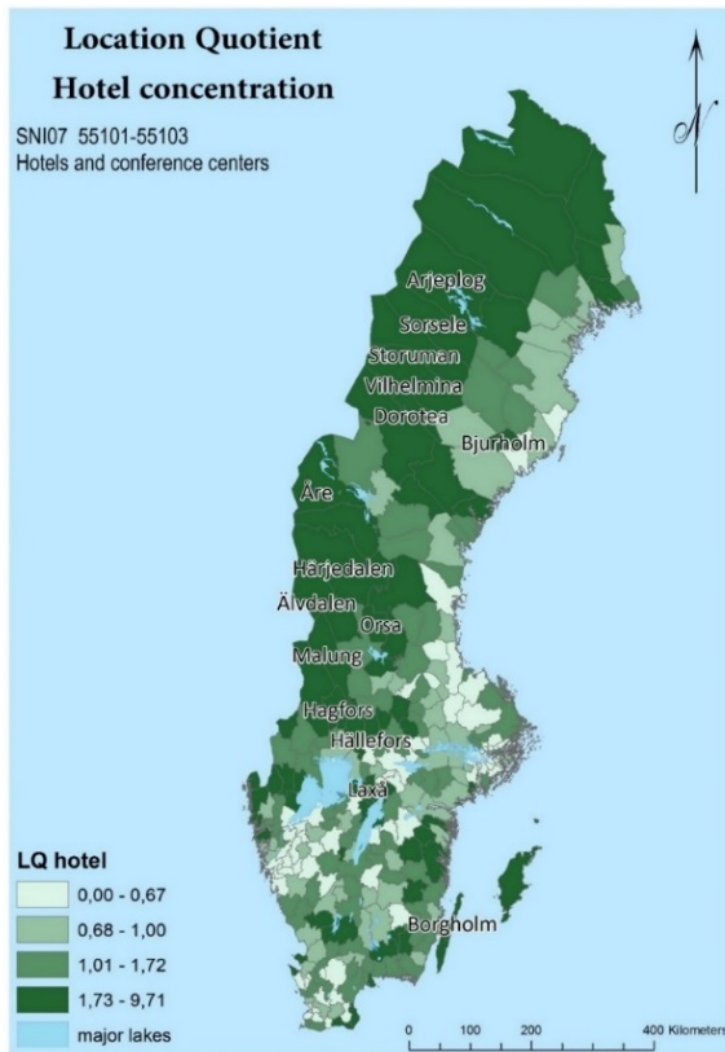 Location Quotient
Hotel concentration
SNI07 55101-55103
Hotels and conference centers
N
Arjeplog
Sorsele
Storuman
Vilhelmina
Dorotea
Bjurholm
Åre
Härjedalen
Älvdalen
Orsa
Malung
Hagfors
Hällefors
Laxå
Borgholm
LQ hotel
0,00 - 0,67
0,68 - 1,00
1,01 - 1,72
1,73 - 9,71
major lakes
0 100 200 400 Kilometers